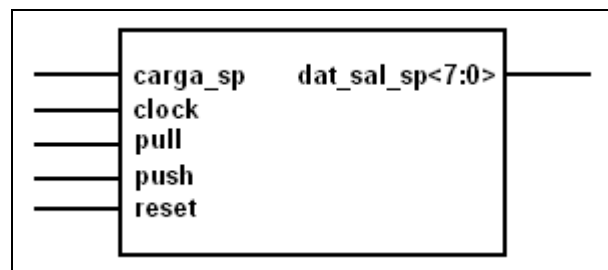 carga_sp dat_sal_sp<7:0>
clock
pull
push
reset